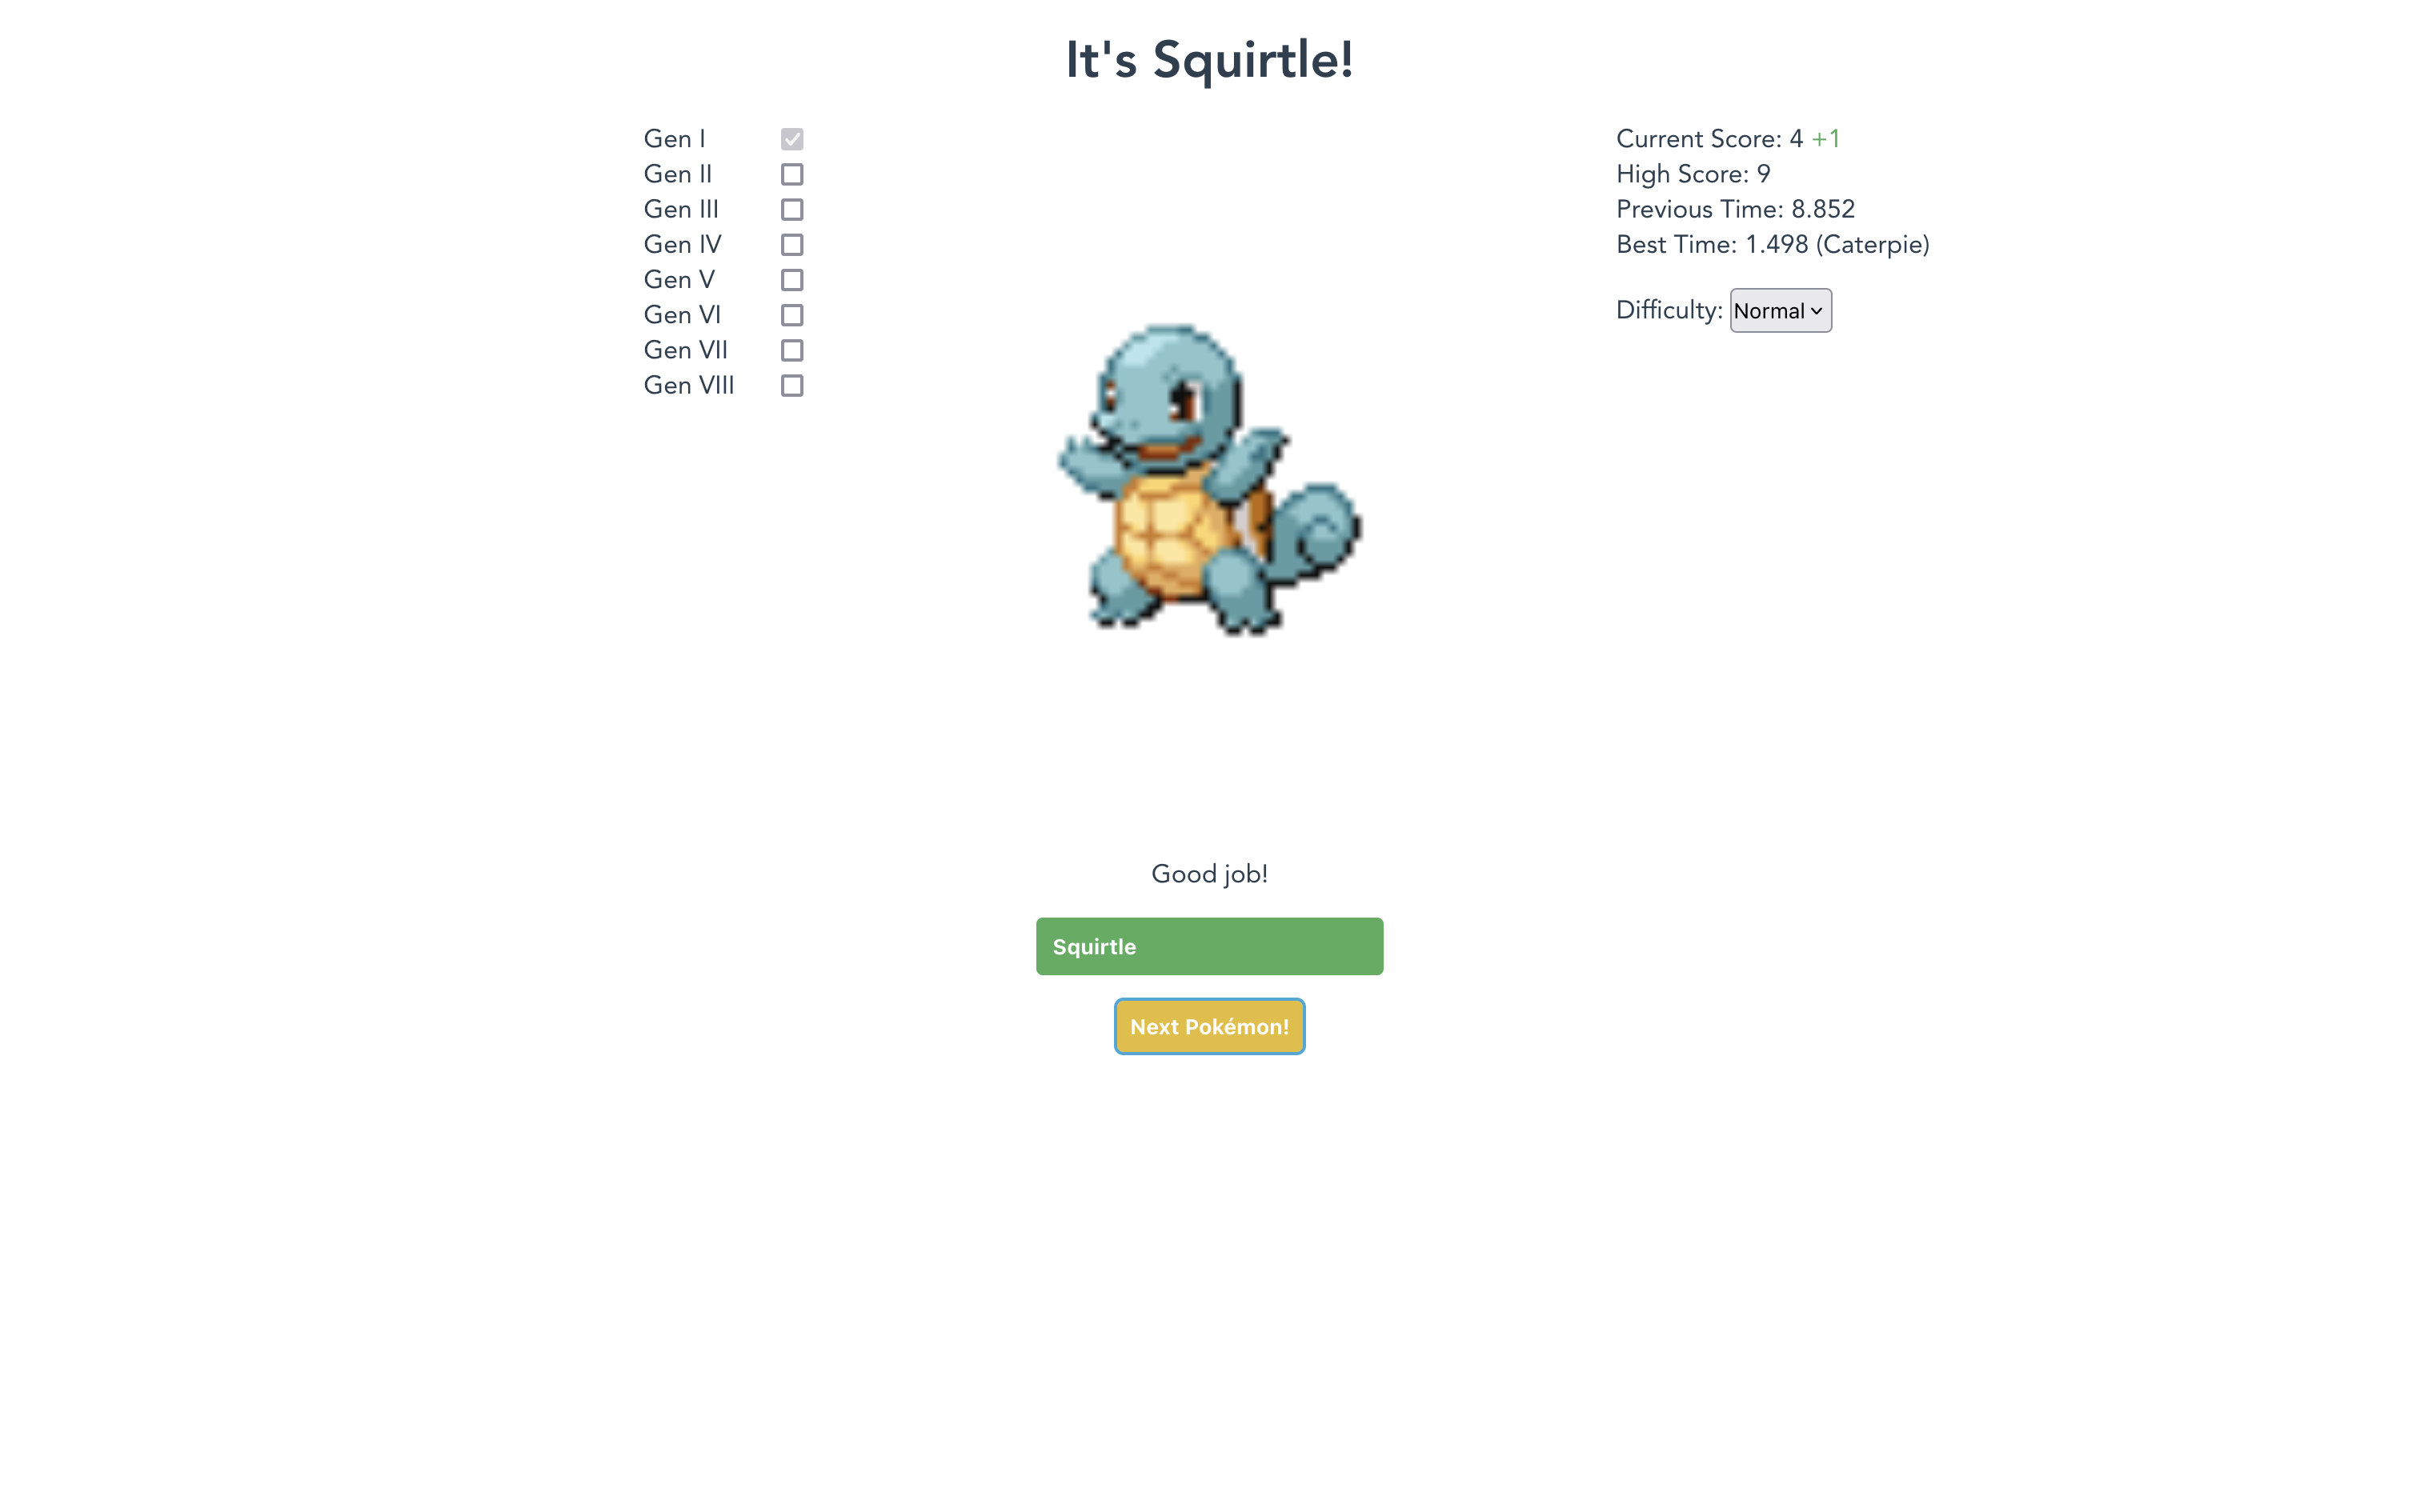 It's Squirtle!
Gen I
Gen II
Gen III
Gen IV
Gen V
Gen VI
Gen VII
Gen VIII
Current Score: 4 +1
High Score: 9
Previous Time: 8.852
Best Time: 1.498 (Caterpie)
Difficulty: Normal
Good job!
Squirtle
Next Pokémon!